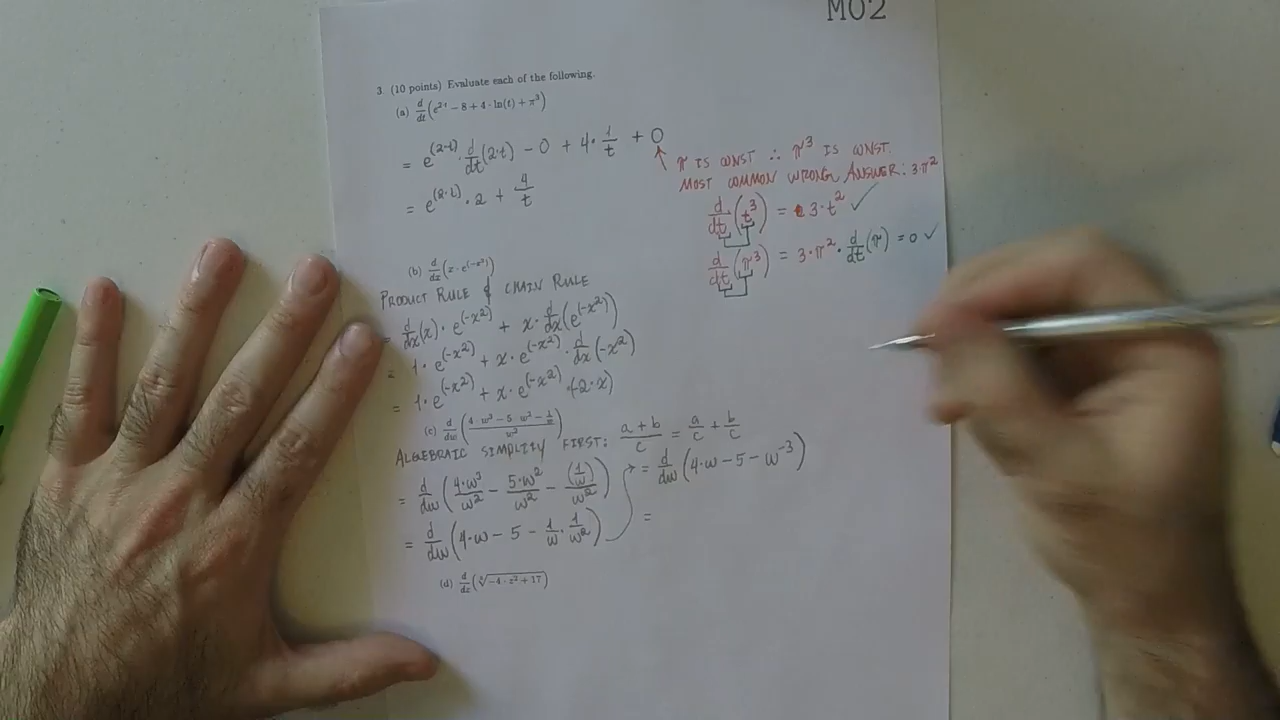 M02
3. (10 points) Evaluate each of the following.
(a) d/dt(e^{2·t} − 8 + 4·ln(t) + π^3)
= e^(2·t) · d/dt(2·t) − 0 + 4·1/t + 0
π IS CONST ∴ π^3 IS CONST.
MOST COMMON WRONG ANSWER: 3·π^2
= e^(2·t)·2 + 4/t
d/dt(t^3) = 3·t^2 ✓
d/dt(π^3) = 3·π^2·d/dt(π) = 0 ✓
(b) d/dx(x·e^(−x^2))
PRODUCT RULE & CHAIN RULE
= d/dx(x)·e^(−x^2) + x·d/dx(e^(−x^2))
= 1·e^(−x^2) + x·e^(−x^2)·d/dx(−x^2)
= 1·e^(−x^2) + x·e^(−x^2)·(−2·x)
(c) d/dw((4·w^3 − 5·w^2 − 1/w)/w^2)
ALGEBRAIC SIMPLIFY FIRST: (a+b)/c = a/c + b/c
= d/dw(4·w^3/w^2 − 5·w^2/w^2 − (1/w)/w^2)
= d/dw(4·w − 5 − 1/w · 1/w^2)
= d/dw(4·w − 5 − w^−3)
=
(d) d/dz(√−4·z^2 + 17)